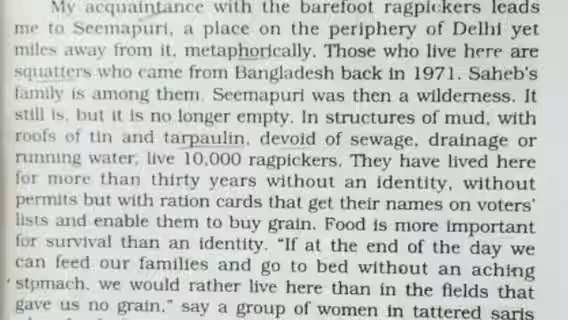 My acquaintance with the barefoot ragpickers leads
me to Seemapuri, a place on the periphery of Delhi yet
miles away from it, metaphorically. Those who live here are
squatters who came from Bangladesh back in 1971. Saheb's
family is among them. Seemapuri was then a wilderness. It
still is, but it is no longer empty. In structures of mud, with
roofs of tin and tarpaulin, devoid of sewage, drainage or
running water, live 10,000 ragpickers. They have lived here
for more than thirty years without an identity, without
permits but with ration cards that get their names on voters'
lists and enable them to buy grain. Food is more important
for survival than an identity. "If at the end of the day we
can feed our families and go to bed without an aching
stomach, we would rather live here than in the fields that
gave us no grain," say a group of women in tattered saris